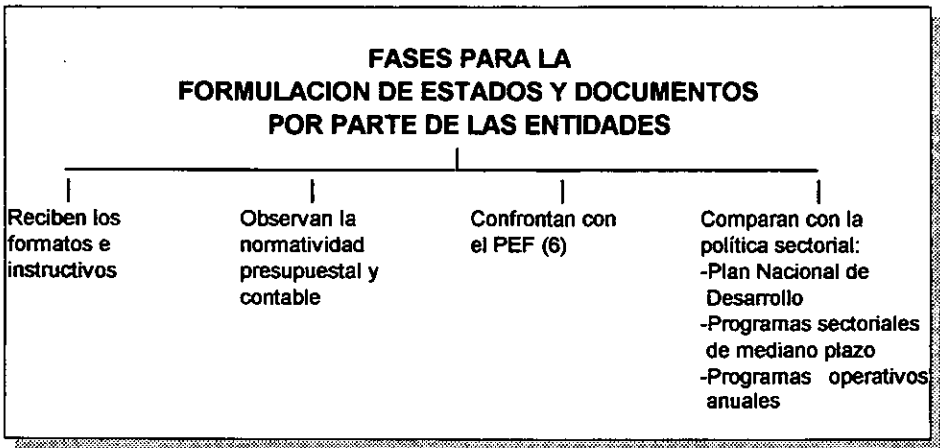 FASES PARA LA
FORMULACION DE ESTADOS Y DOCUMENTOS
POR PARTE DE LAS ENTIDADES
Reciben los
formatos e
instructivos
Observan la
normatividad
presupuestal y
contable
Confrontan con
el PEF (6)
Comparan con la
política sectorial:
-Plan Nacional de
Desarrollo
-Programas sectoriales
de mediano plazo
-Programas operativos
anuales